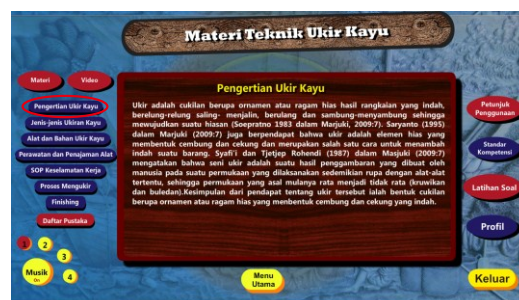 Materi Teknik Ukir Kayu
Materi
Video
Pengertian Ukir Kayu
Jenis-jenis Ukiran Kayu
Alat dan Bahan Ukir Kayu
Perawatan dan Penajaman Alat
SOP Keselamatan Kerja
Proses Mengukir
Finishing
Daftar Pustaka
1
2
3
4
Musik
On
Pengertian Ukir Kayu
Ukir adalah cukilan berupa ornamen atau ragam hias hasil rangkaian yang indah,
berelung-relung saling- menjalin, berulang dan sambung-menyambung sehingga
mewujudkan suatu hiasan (Soepratno 1983 dalam Marjuki, 2009:7). Saryanto (1995)
dalam Marjuki (2009:7) juga berpendapat bahwa ukir adalah elemen hias yang
membentuk cembung dan cekung dan merupakan salah satu cara untuk menambah
indah suatu barang. Syafi'i dan Tjetjep Rohendi (1987) dalam Masjuki (2009:7)
mengatakan bahwa seni ukir adalah suatu hasil penggambaran yang dibuat oleh
manusia pada suatu permukaan yang dilaksanakan sedemikian rupa dengan alat-alat
tertentu, sehingga permukaan yang asal mulanya rata menjadi tidak rata (kruwikan
dan buledan).Kesimpulan dari pendapat tentang ukir tersebut ialah bentuk cukilan
berupa ornamen atau ragam hias yang menbentuk cembung dan cekung yang indah.
Menu
Utama
Petunjuk
Penggunaan
Standar
Kompetensi
Latihan Soal
Profil
Keluar